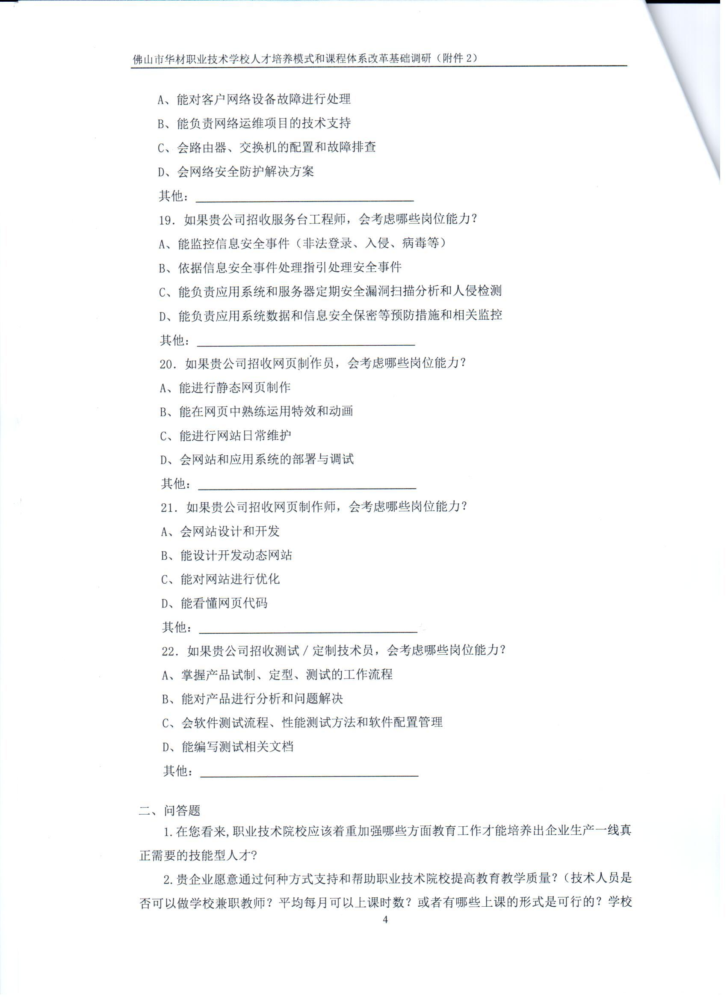 佛山市华材职业技术学校人才培养模式和课程体系改革基础调研（附件2）
A、能对客户网络设备故障进行处理
B、能负责网络运维项目的技术支持
C、会路由器、交换机的配置和故障排查
D、会网络安全防护解决方案
其他：
19．如果贵公司招收服务台工程师，会考虑哪些岗位能力？
A、能监控信息安全事件（非法登录、入侵、病毒等）
B、依据信息安全事件处理指引处理安全事件
C、能负责应用系统和服务器定期安全漏洞扫描分析和人侵检测
D、能负责应用系统数据和信息安全保密等预防措施和相关监控
其他：
20．如果贵公司招收网页制作员，会考虑哪些岗位能力？
A、能进行静态网页制作
B、能在网页中熟练运用特效和动画
C、能进行网站日常维护
D、会网站和应用系统的部署与调试
其他：
21．如果贵公司招收网页制作师，会考虑哪些岗位能力？
A、会网站设计和开发
B、能设计开发动态网站
C、能对网站进行优化
D、能看懂网页代码
其他：
22．如果贵公司招收测试／定制技术员，会考虑哪些岗位能力？
A、掌握产品试制、定型、测试的工作流程
B、能对产品进行分析和问题解决
C、会软件测试流程、性能测试方法和软件配置管理
D、能编写测试相关文档
其他：
二、问答题
1.在您看来,职业技术院校应该着重加强哪些方面教育工作才能培养出企业生产一线真
正需要的技能型人才?
2.贵企业愿意通过何种方式支持和帮助职业技术院校提高教育教学质量？（技术人员是
否可以做学校兼职教师？平均每月可以上课时数？或者有哪些上课的形式是可行的？学校
4